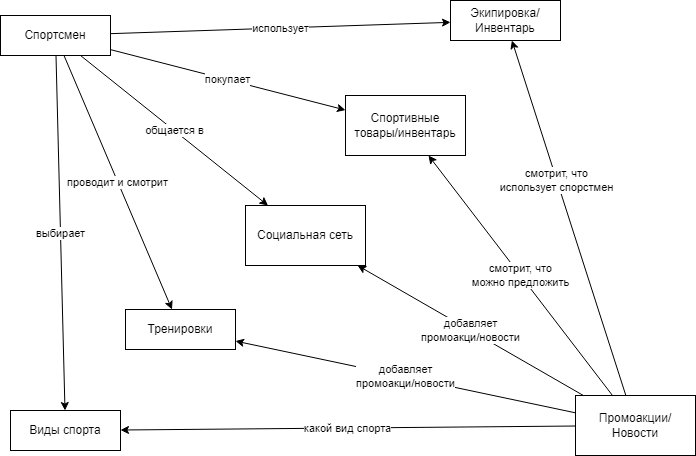 Экипировка/
Инвентарь
Спортсмен
использует
покупает
Спортивные
товары/инвентарь
общается в
смотрит, что
использует спорстмен
проводит и смотрит
Социальная сеть
выбирает
смотрит, что
можно предложить
Тренировки
добавляет
промоакци/новости
добавляет
промоакци/новости
Промоакции/
Новости
Виды спорта
какой вид спорта